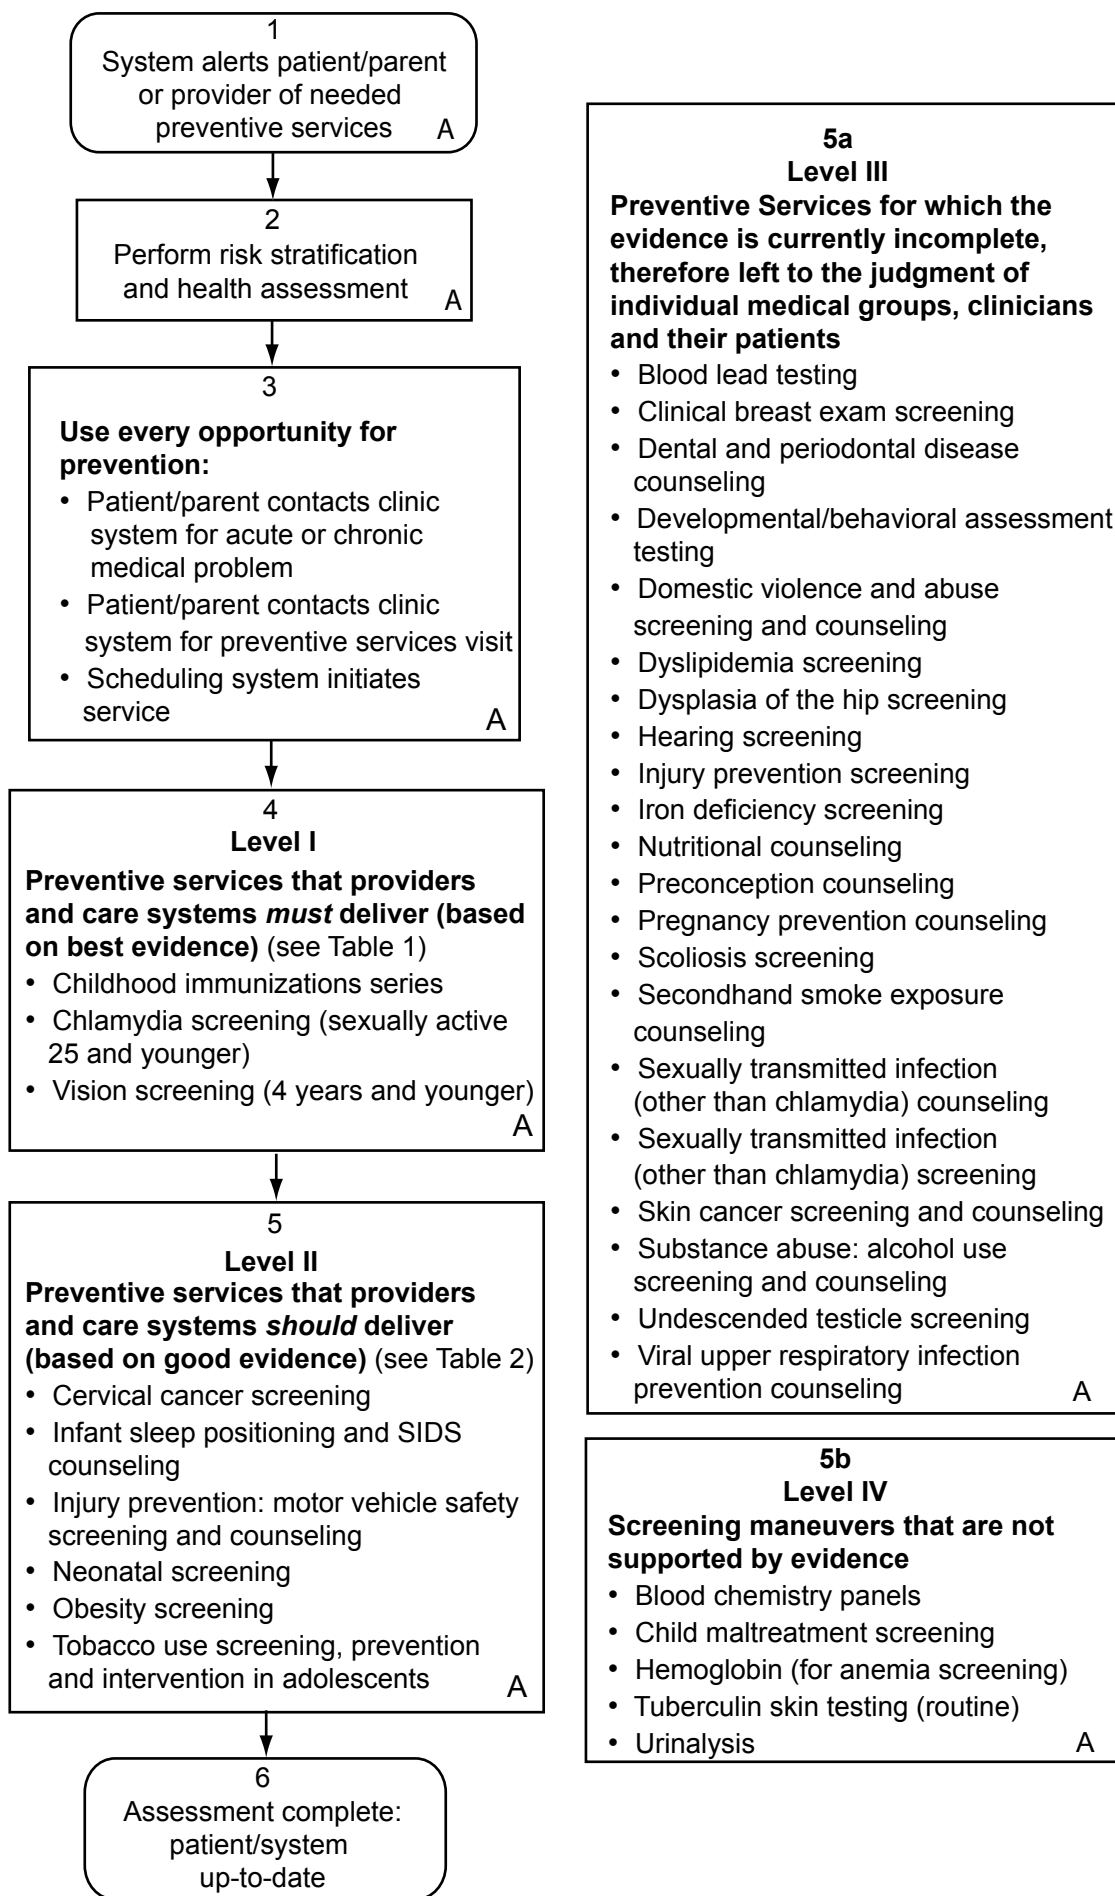 1
System alerts patient/parent
or provider of needed
preventive services
A
2
Perform risk stratification
and health assessment
A
3
Use every opportunity for
prevention:
• Patient/parent contacts clinic
system for acute or chronic
medical problem
• Patient/parent contacts clinic
system for preventive services visit
• Scheduling system initiates
service
A
4
Level I
Preventive services that providers
and care systems must deliver (based
on best evidence) (see Table 1)
• Childhood immunizations series
• Chlamydia screening (sexually active
25 and younger)
• Vision screening (4 years and younger)
A
5
Level II
Preventive services that providers
and care systems should deliver
(based on good evidence) (see Table 2)
• Cervical cancer screening
• Infant sleep positioning and SIDS
counseling
• Injury prevention: motor vehicle safety
screening and counseling
• Neonatal screening
• Obesity screening
• Tobacco use screening, prevention
and intervention in adolescents
A
6
Assessment complete:
patient/system
up-to-date
5a
Level III
Preventive Services for which the
evidence is currently incomplete,
therefore left to the judgment of
individual medical groups, clinicians
and their patients
• Blood lead testing
• Clinical breast exam screening
• Dental and periodontal disease
counseling
• Developmental/behavioral assessment
testing
• Domestic violence and abuse
screening and counseling
• Dyslipidemia screening
• Dysplasia of the hip screening
• Hearing screening
• Injury prevention screening
• Iron deficiency screening
• Nutritional counseling
• Preconception counseling
• Pregnancy prevention counseling
• Scoliosis screening
• Secondhand smoke exposure
counseling
• Sexually transmitted infection
(other than chlamydia) counseling
• Sexually transmitted infection
(other than chlamydia) screening
• Skin cancer screening and counseling
• Substance abuse: alcohol use
screening and counseling
• Undescended testicle screening
• Viral upper respiratory infection
prevention counseling
A
5b
Level IV
Screening maneuvers that are not
supported by evidence
• Blood chemistry panels
• Child maltreatment screening
• Hemoglobin (for anemia screening)
• Tuberculin skin testing (routine)
• Urinalysis
A